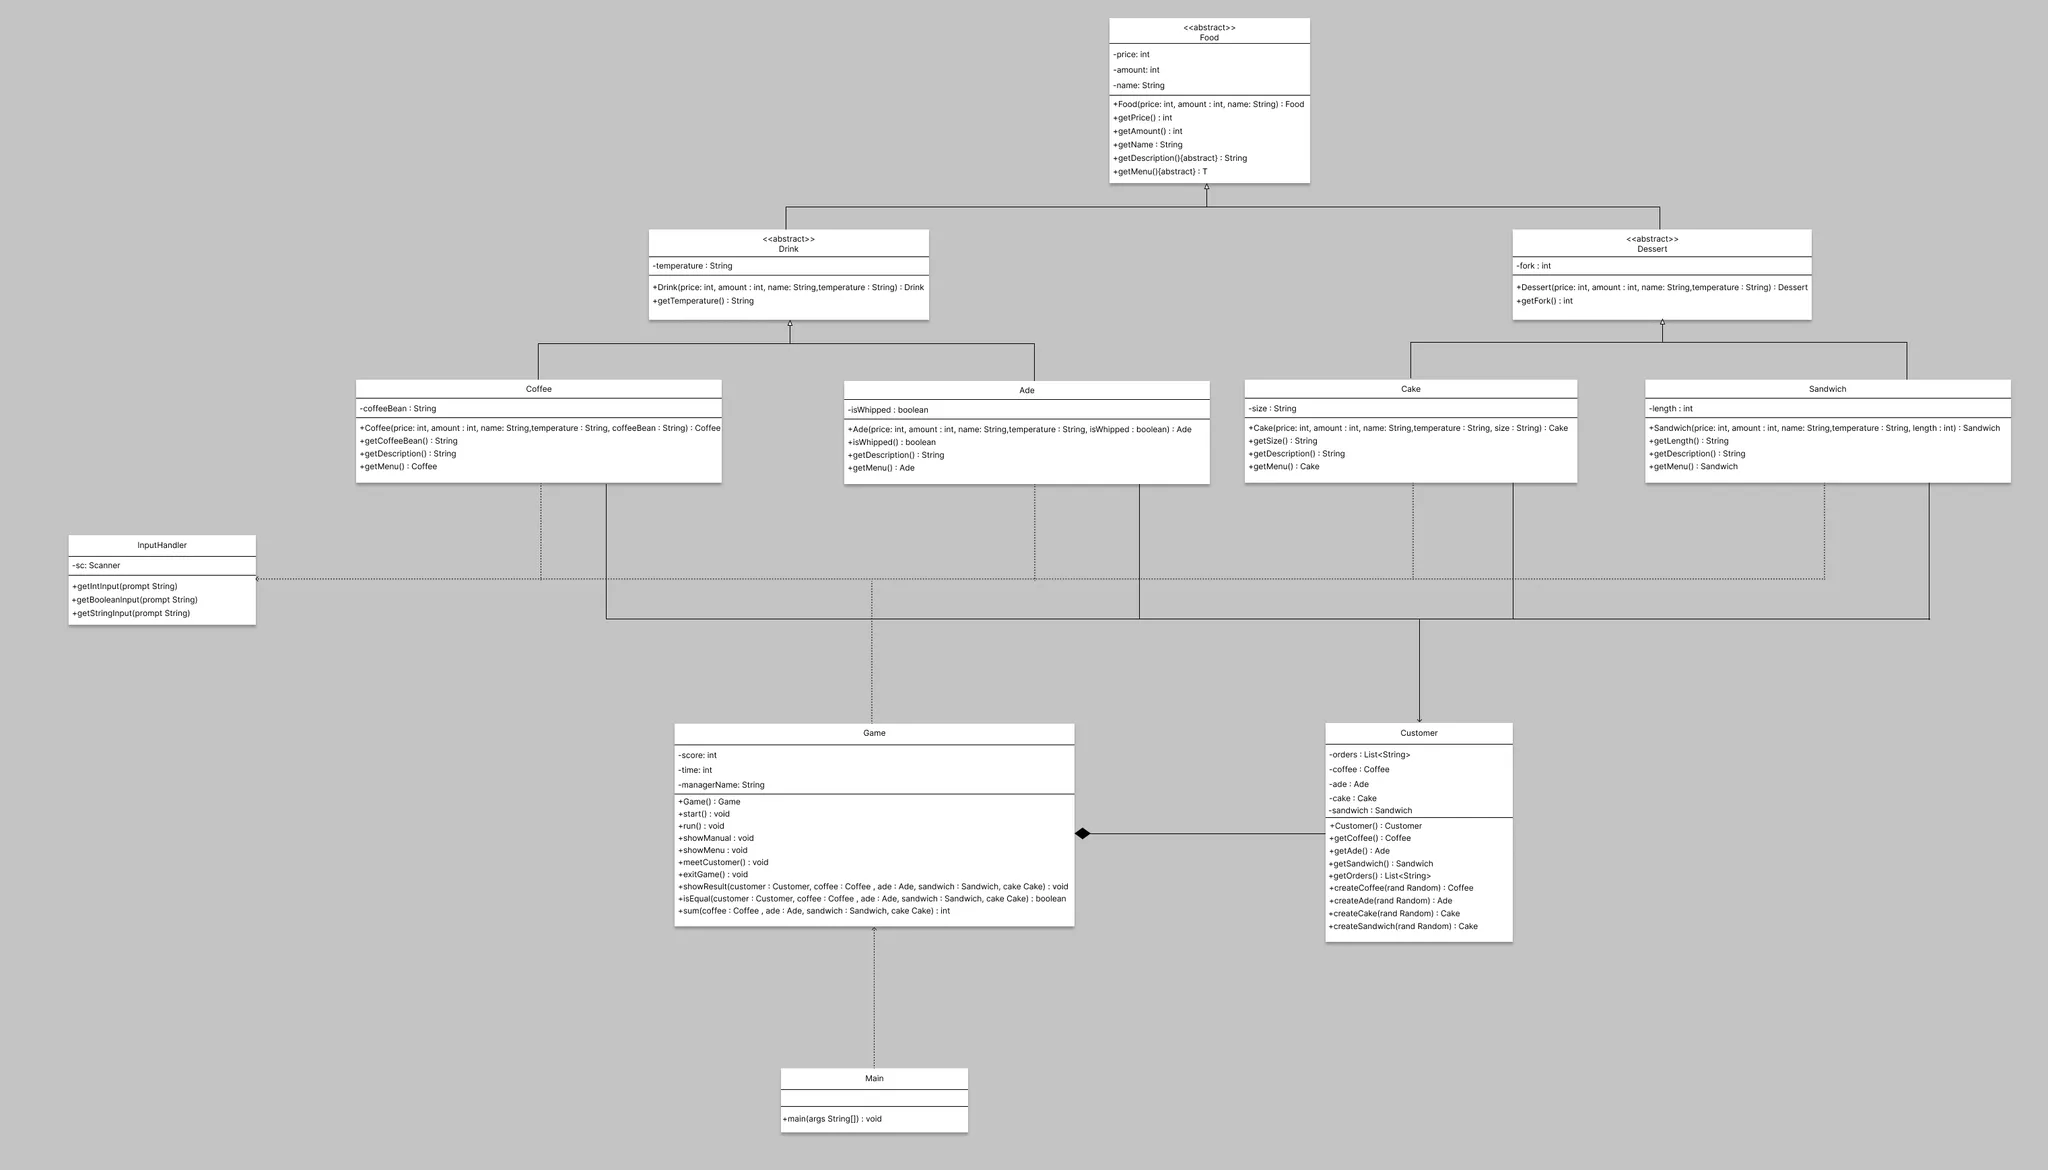 <<abstract>>
Food
-price: int
-amount: int
-name: String
+Food(price: int, amount : int, name: String) : Food
+getPrice() : int
+getAmount() : int
+getName : String
+getDescription(){abstract} : String
+getMenu(){abstract} : T
<<abstract>>
Drink
-temperature : String
+Drink(price: int, amount : int, name: String,temperature : String) : Drink
+getTemperature() : String
<<abstract>>
Dessert
-fork : int
+Dessert(price: int, amount : int, name: String,temperature : String) : Dessert
+getFork() : int
Coffee
-coffeeBean : String
+Coffee(price: int, amount : int, name: String,temperature : String, coffeeBean : String) : Coffee
+getCoffeeBean() : String
+getDescription() : String
+getMenu() : Coffee
Ade
-isWhipped : boolean
+Ade(price: int, amount : int, name: String,temperature : String, isWhipped : boolean) : Ade
+isWhipped() : boolean
+getDescription() : String
+getMenu() : Ade
Cake
-size : String
+Cake(price: int, amount : int, name: String,temperature : String, size : String) : Cake
+getSize() : String
+getDescription() : String
+getMenu() : Cake
Sandwich
-length : int
+Sandwich(price: int, amount : int, name: String,temperature : String, length : int) : Sandwich
+getLength() : String
+getDescription() : String
+getMenu() : Sandwich
InputHandler
-sc: Scanner
+getIntInput(prompt String)
+getBooleanInput(prompt String)
+getStringInput(prompt String)
Game
-score: int
-time: int
-managerName: String
+Game() : Game
+start() : void
+run() : void
+showManual : void
+showMenu : void
+meetCustomer() : void
+exitGame() : void
+showResult(customer : Customer, coffee : Coffee , ade : Ade, sandwich : Sandwich, cake Cake) : void
+isEqual(customer : Customer, coffee : Coffee , ade : Ade, sandwich : Sandwich, cake Cake) : boolean
+sum(coffee : Coffee , ade : Ade, sandwich : Sandwich, cake Cake) : int
Customer
-orders : List<String>
-coffee : Coffee
-ade : Ade
-cake : Cake
-sandwich : Sandwich
+Customer() : Customer
+getCoffee() : Coffee
+getAde() : Ade
+getSandwich() : Sandwich
+getOrders() : List<String>
+createCoffee(rand Random) : Coffee
+createAde(rand Random) : Ade
+createCake(rand Random) : Cake
+createSandwich(rand Random) : Cake
Main
+main(args String[]) : void